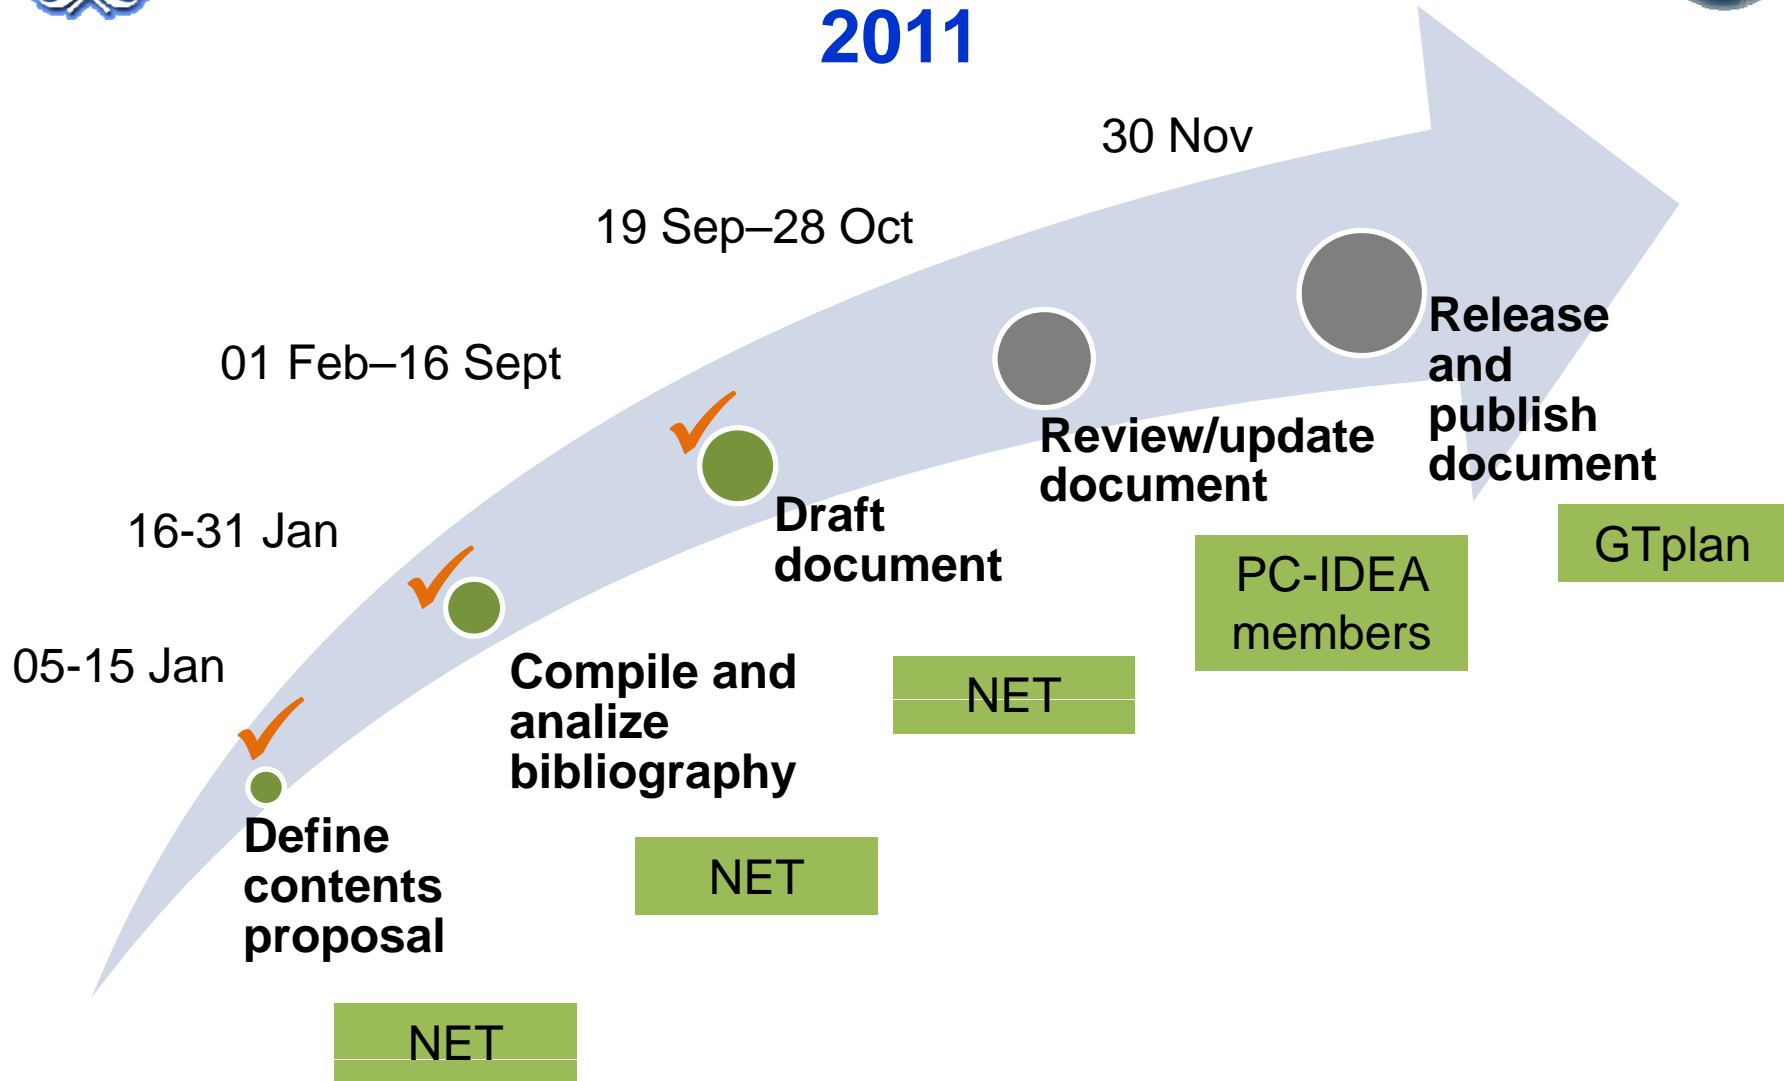 2011
30 Nov
19 Sep–28 Oct
01 Feb–16 Sept
16-31 Jan
05-15 Jan
Release
and
publish
document
Review/update
document
Draft
document
Compile and
analize
bibliography
Define
contents
proposal
GTplan
PC-IDEA
members
NET
NET
NET